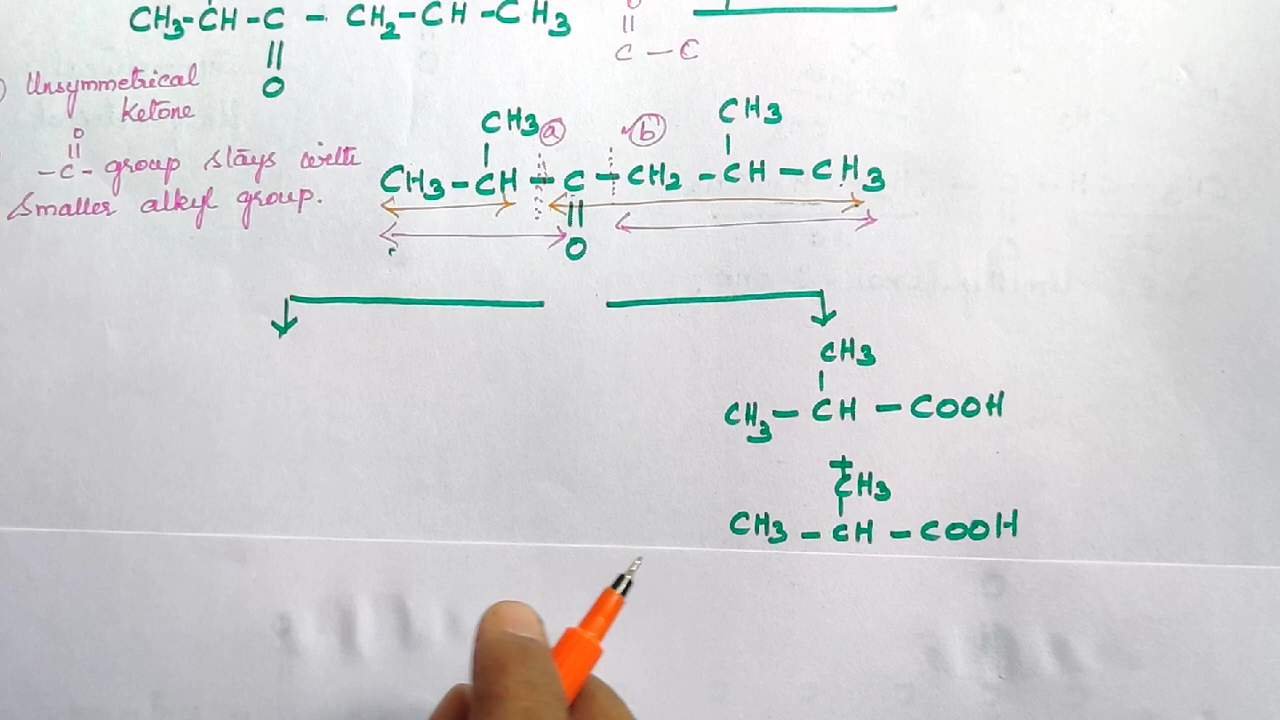 CH3-CH-C - CH2-CH-CH3
||
O
O
||
C - C
Unsymmetrical
Ketone
O
||
-C- group stays with
Smaller alkyl group.
CH3 CH3
(a) (b)
| |
CH3-CH-C-CH2-CH-CH3
||
O
CH3
|
CH3-CH-COOH
+
CH3
|
CH3-CH-COOH